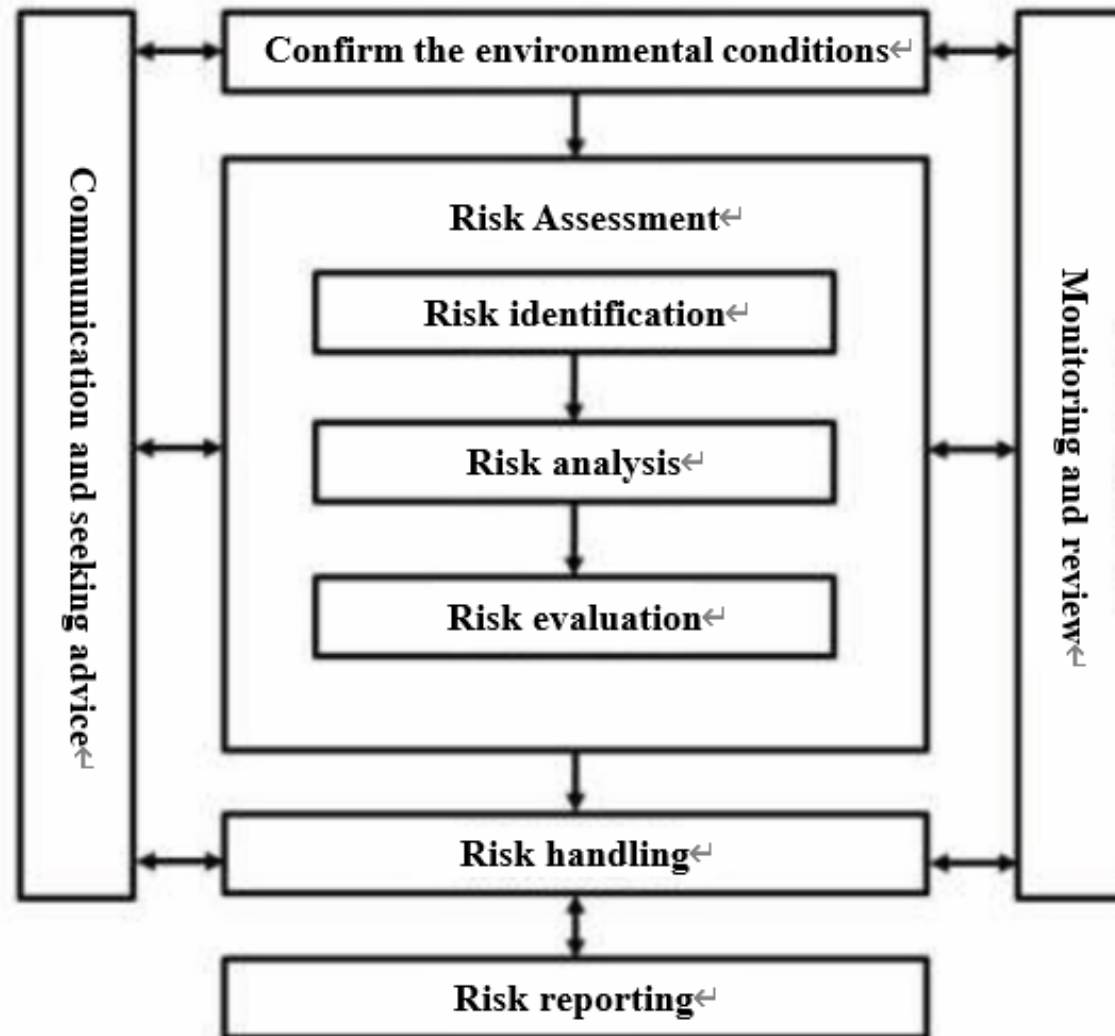 Confirm the environmental conditions↵
Communication and seeking advice↵
Risk Assessment↵
Risk identification↵
Risk analysis↵
Risk evaluation↵
Monitoring and review↵
Risk handling↵
Risk reporting↵